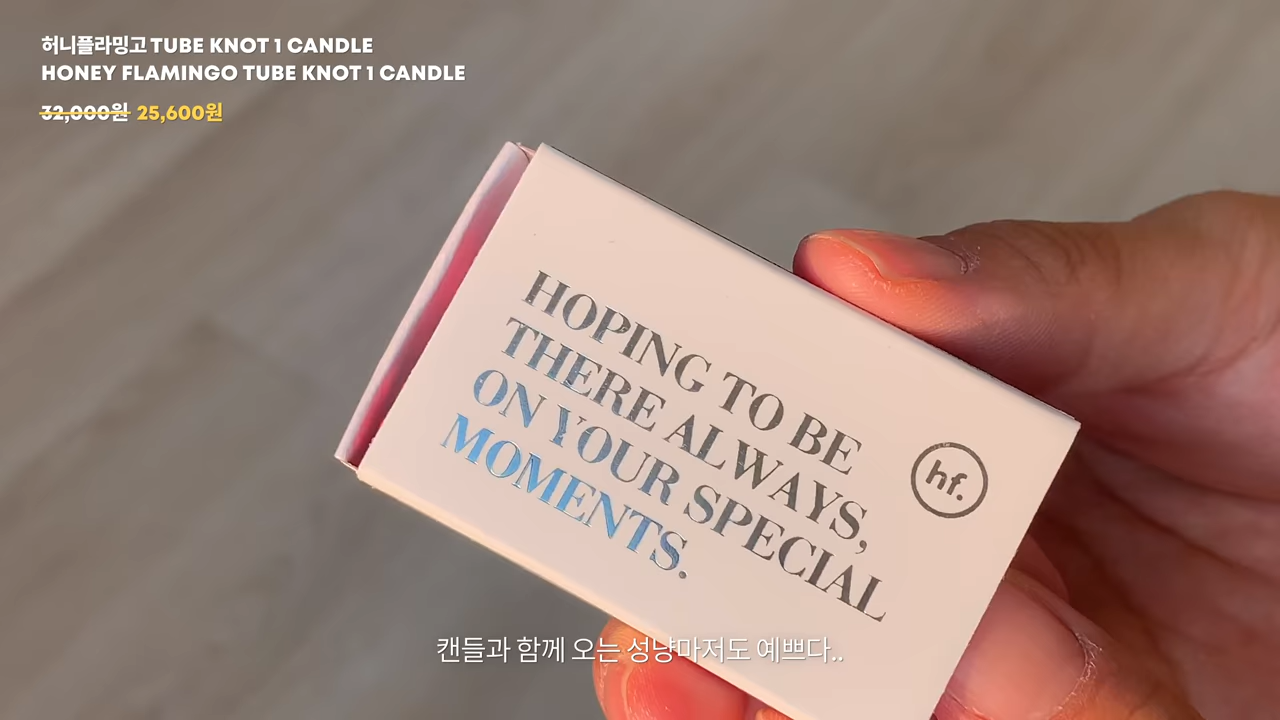 허니플라밍고 TUBE KNOT 1 CANDLE
HONEY FLAMINGO TUBE KNOT 1 CANDLE
32,000원 25,600원
HOPING TO BE
THERE ALWAYS,
ON YOUR SPECIAL
MOMENTS.
hf.
캔들과 함께 오는 성냥마저도 예쁘다..